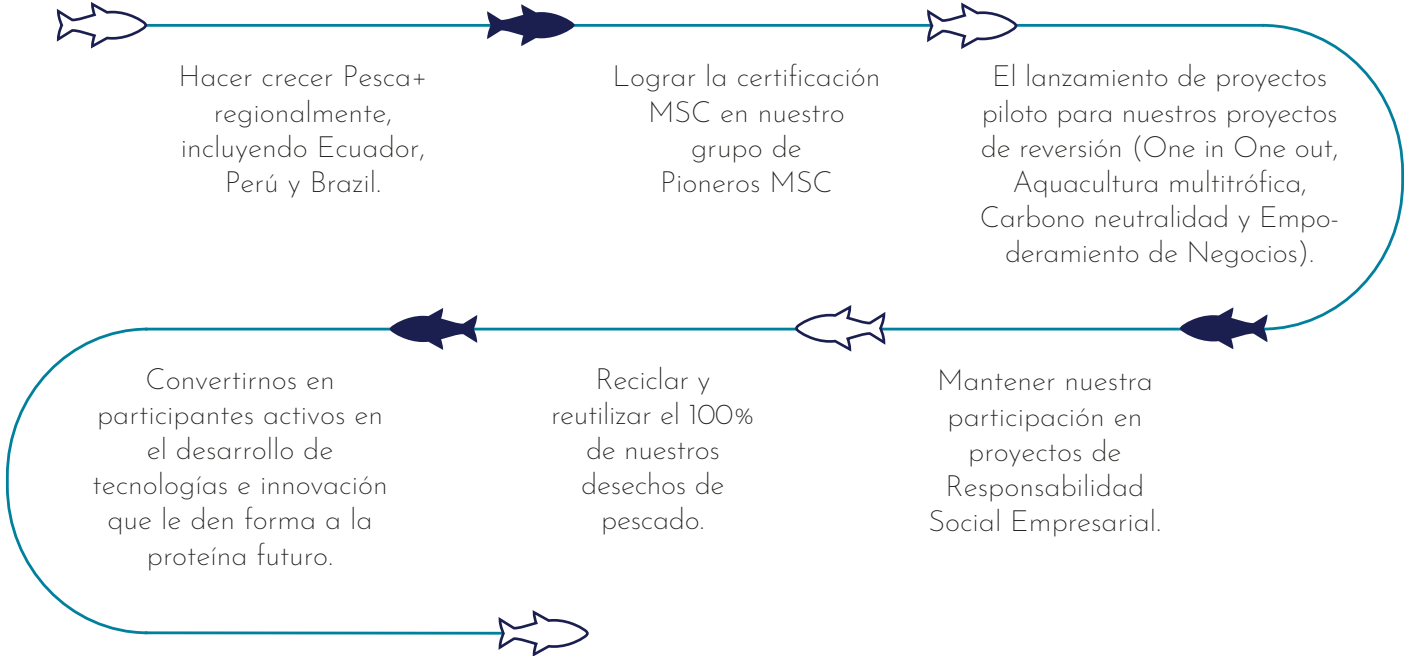 Hacer crecer Pesca+
regionalmente,
incluyendo Ecuador,
Perú y Brazil.
Lograr la certificación
MSC en nuestro
grupo de
Pioneros MSC
El lanzamiento de proyectos
piloto para nuestros proyectos
de reversión (One in One out,
Aquacultura multitrófica,
Carbono neutralidad y Empo-
deramiento de Negocios).
Mantener nuestra
participación en
proyectos de
Responsabilidad
Social Empresarial.
Reciclar y
reutilizar el 100%
de nuestros
desechos de
pescado.
Convertirnos en
participantes activos en
el desarrollo de
tecnologías e innovación
que le den forma a la
proteína futuro.